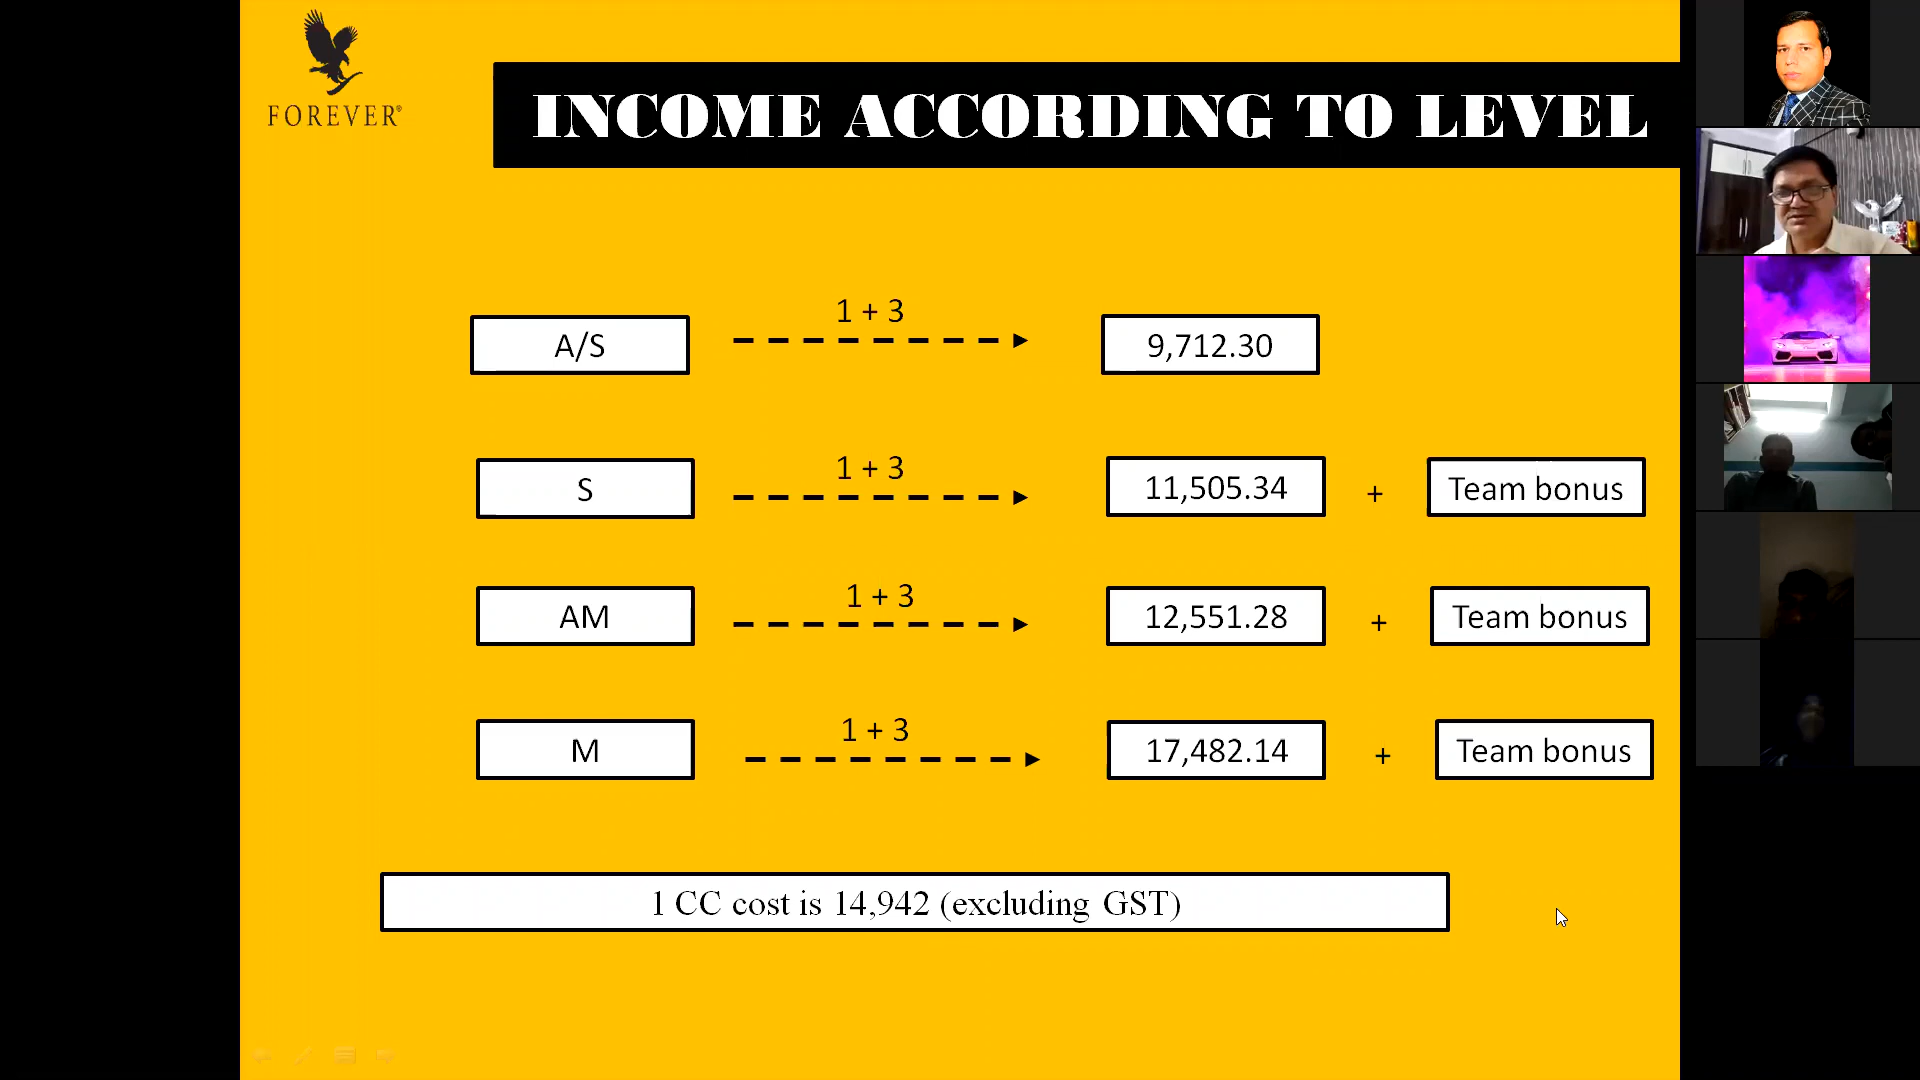 FOREVER®
INCOME ACCORDING TO LEVEL
A/S 1 + 3 9,712.30
S 1 + 3 11,505.34 + Team bonus
AM 1 + 3 12,551.28 + Team bonus
M 1 + 3 17,482.14 + Team bonus
1 CC cost is 14,942 (excluding GST)